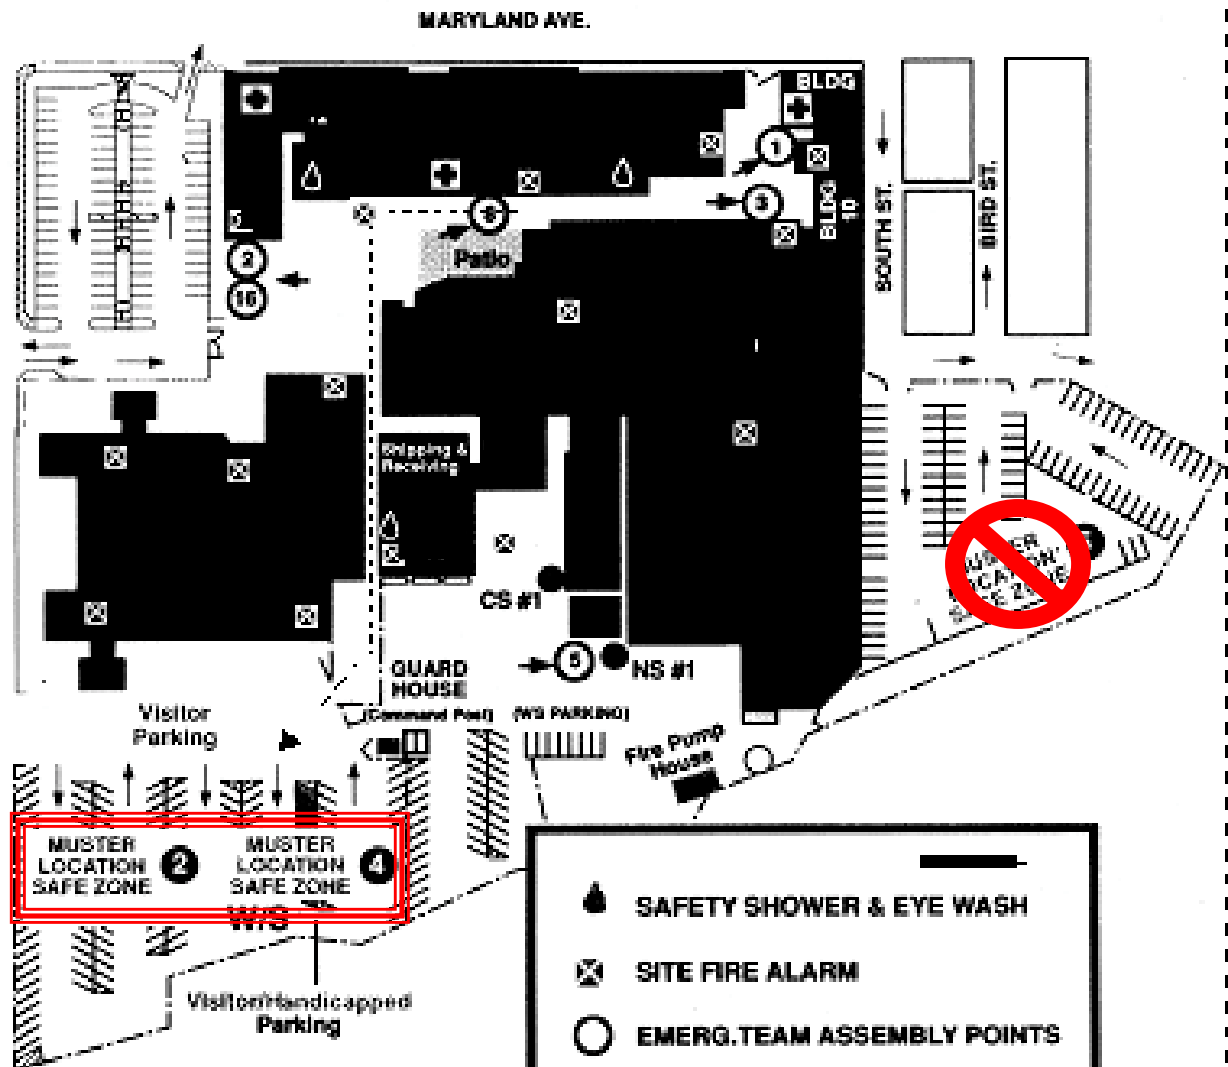 MARYLAND AVE.
BLDG
1
BLDG
10
3
SOUTH ST.
BIRD ST.
Patio
2
16
Shipping &
Receiving
CS #1
5
NS #1
GUARD
HOUSE
(Command Post)
(WS PARKING)
Visitor
Parking
Fire Pump
House
MUSTER
LOCATION
SAFE ZONE
2
MUSTER
LOCATION
SAFE ZONE
4
W/S
Visitor/Handicapped
Parking
SAFETY SHOWER & EYE WASH
SITE FIRE ALARM
EMERG.TEAM ASSEMBLY POINTS